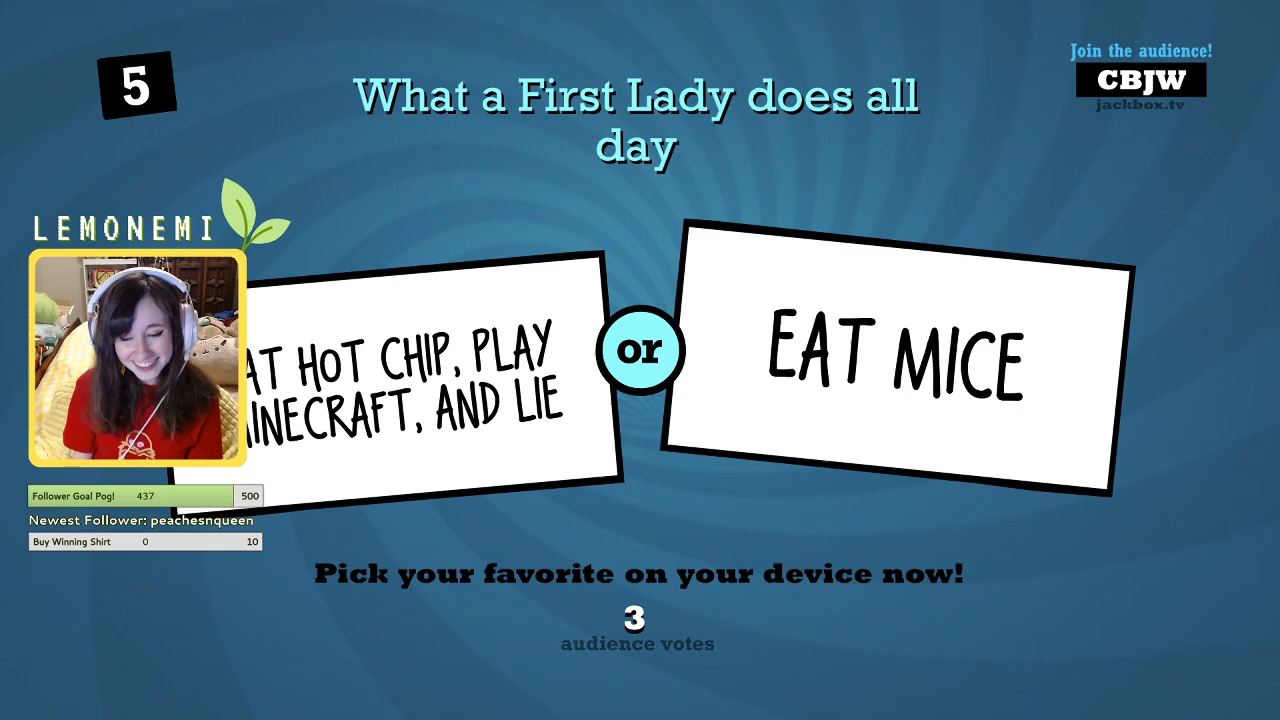 5
What a First Lady does all
day
Join the audience!
CBJW
jackbox.tv
LEMONEMI
HOT CHIP, PLAY
AND LIE
or
EAT MICE
Follower Goal Pog! 437 500
Newest Follower: peachesnqueen
Buy Winning Shirt 0 10
Pick your favorite on your device now!
3
audience votes